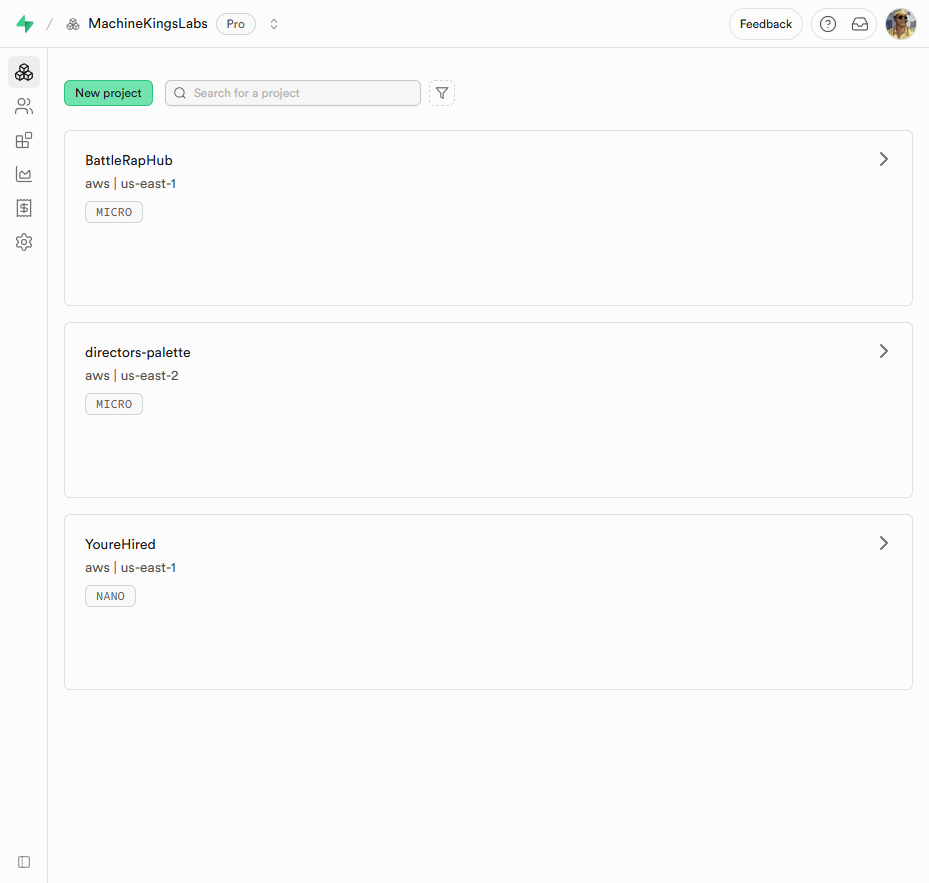 MachineKingsLabs Pro
Feedback
New project
Search for a project
BattleRapHub
aws | us-east-1
MICRO
directors-palette
aws | us-east-2
MICRO
YoureHired
aws | us-east-1
NANO